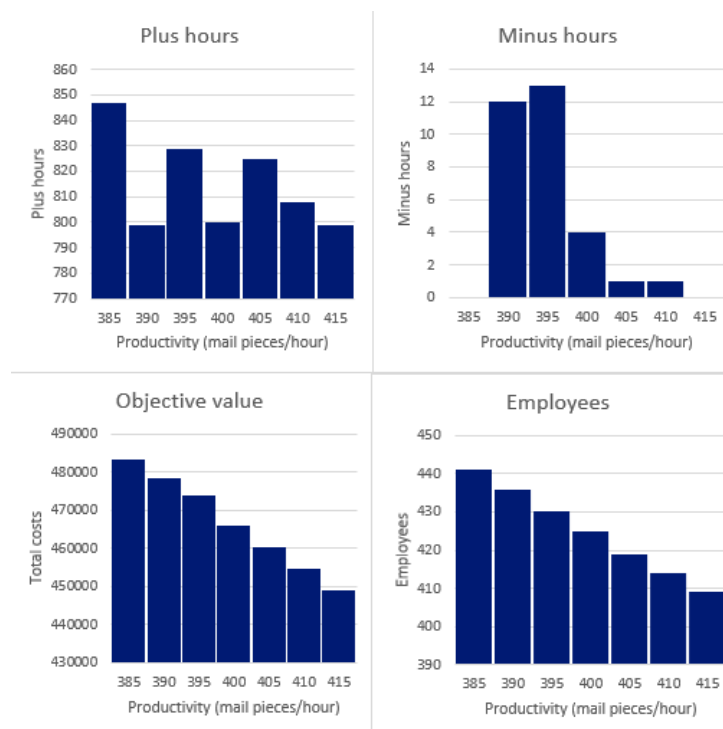 Plus hours
860
850
840
830
820
810
800
790
780
770
Plus hours
385 390 395 400 405 410 415
Productivity (mail pieces/hour)
Minus hours
14
12
10
8
6
4
2
0
Minus hours
385 390 395 400 405 410 415
Productivity (mail pieces/hour)
Objective value
490000
480000
470000
460000
450000
440000
430000
Total costs
385 390 395 400 405 410 415
Productivity (mail pieces/hour)
Employees
450
440
430
420
410
400
390
Employees
385 390 395 400 405 410 415
Productivity (mail pieces/hour)